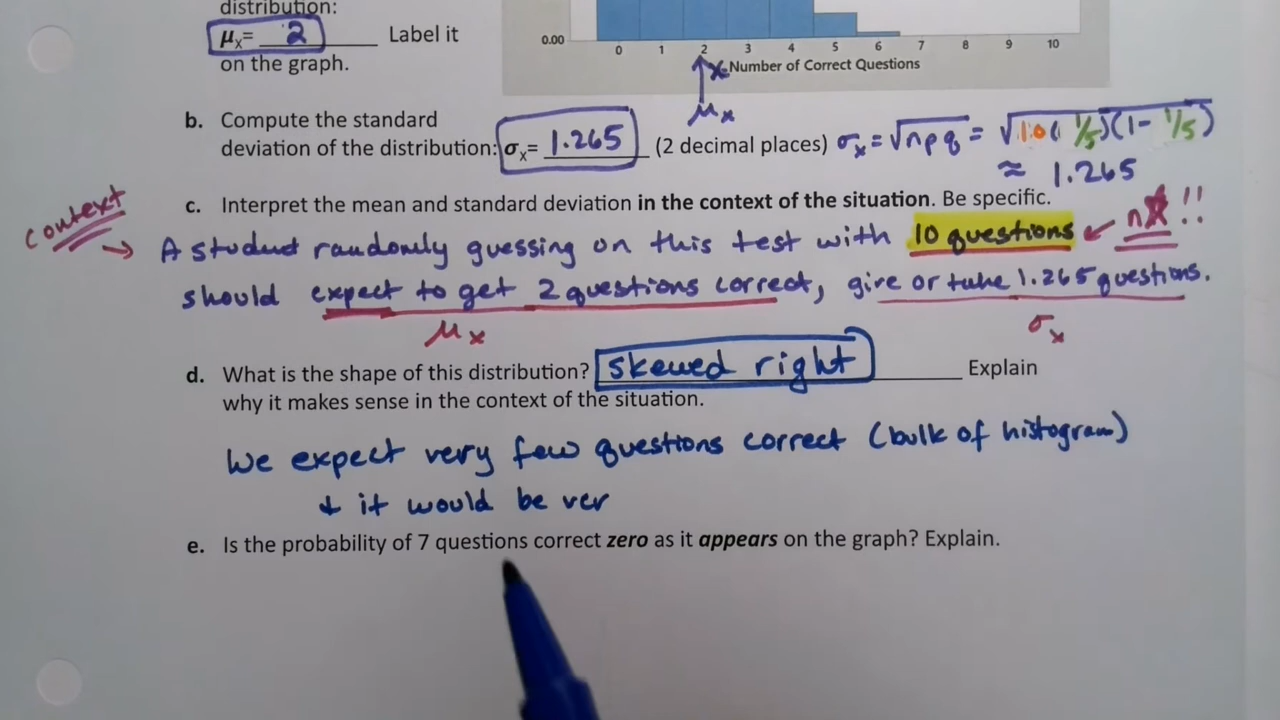 distribution:
μx= 2 Label it
on the graph.
0.00
0 1 2 3 4 5 6 7 8 9 10
X Number of Correct Questions
μx
b. Compute the standard
deviation of the distribution: σx= 1.265 (2 decimal places) σx = √npq = √10(1/5)(1-1/5)
≈ 1.265
context
c. Interpret the mean and standard deviation in the context of the situation. Be specific.
→ A student randomly guessing on this test with 10 questions ← n !!
should expect to get 2 questions correct, give or take 1.265 questions.
μx σx
d. What is the shape of this distribution? skewed right Explain
why it makes sense in the context of the situation.
We expect very few questions correct (bulk of histogram)
& it would be ver
e. Is the probability of 7 questions correct zero as it appears on the graph? Explain.